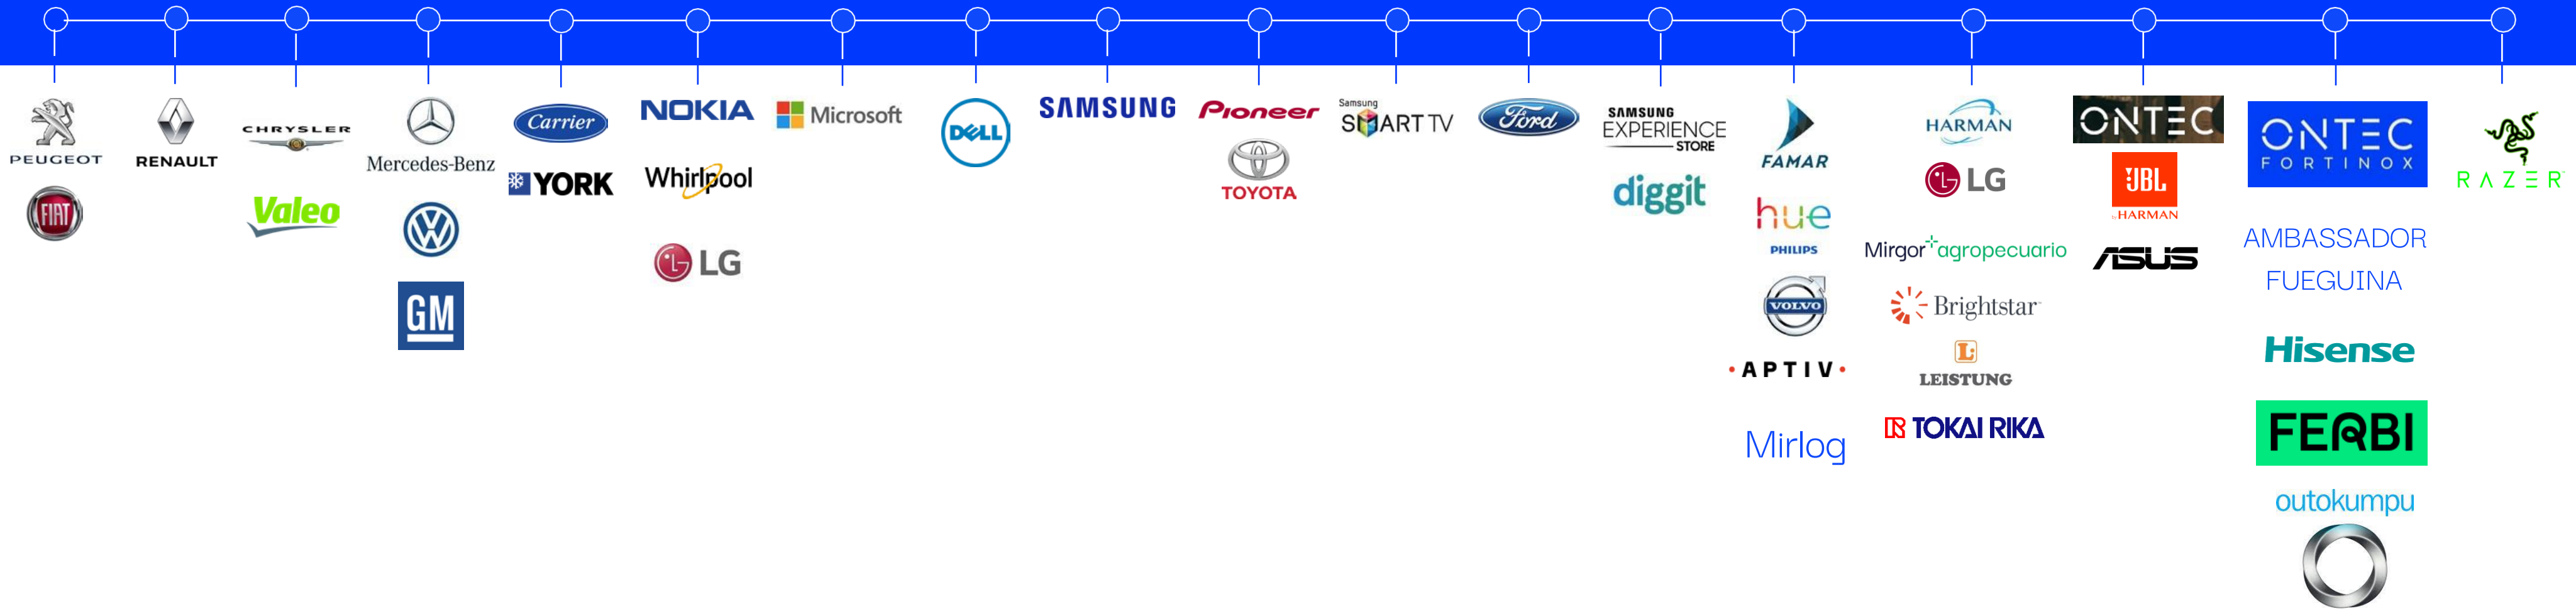 PEUGEOT
FIAT
RENAULT
CHRYSLER
Valeo
Mercedes-Benz
VW
GM
Carrier
YORK
NOKIA
Whirlpool
LG
Microsoft
DELL
SAMSUNG
Pioneer
TOYOTA
Samsung
SMART TV
Ford
SAMSUNG
EXPERIENCE
STORE
diggit
FAMAR
hue
PHILIPS
VOLVO
APTIV
Mirlog
HARMAN
LG
Mirgor+agropecuario
Brightstar
L:
LEISTUNG
TOKAI RIKA
ONTEC
JBL
by HARMAN
ASUS
ONTEC
FORTINOX
AMBASSADOR
FUEGUINA
Hisense
FERBI
outokumpu
RAZER